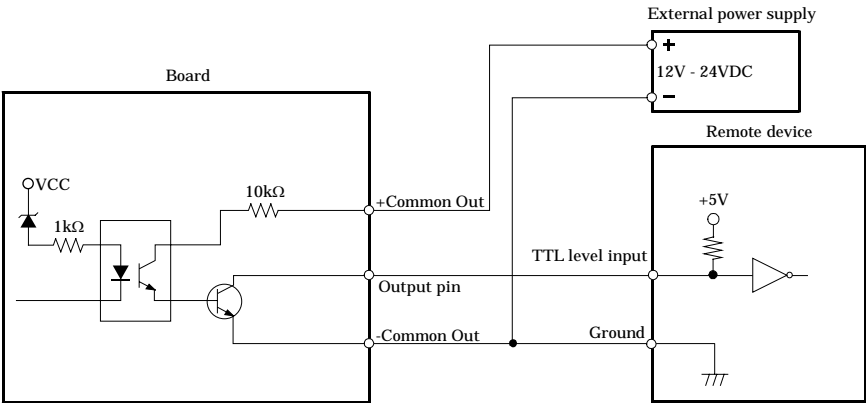 External power supply
+
12V - 24VDC
−
Board
Remote device
VCC
1kΩ
10kΩ
+Common Out
+5V
TTL level input
Output pin
-Common Out
Ground